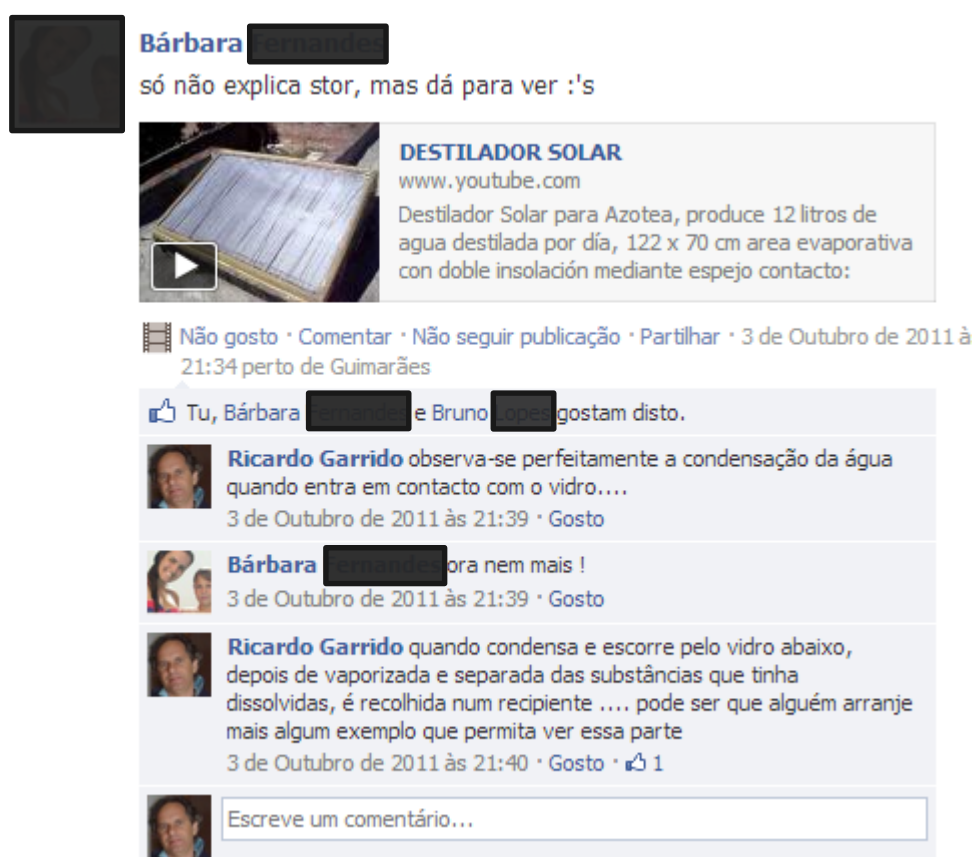 Bárbara
só não explica stor, mas dá para ver :'s
DESTILADOR SOLAR
www.youtube.com
Destilador Solar para Azotea, produce 12 litros de
agua destilada por día, 122 x 70 cm area evaporativa
con doble insolación mediante espejo contacto:
Não gosto · Comentar · Não seguir publicação · Partilhar · 3 de Outubro de 2011 à
21:34 perto de Guimarães
Tu, Bárbara e Bruno gostam disto.
Ricardo Garrido observa-se perfeitamente a condensação da água
quando entra em contacto com o vidro....
3 de Outubro de 2011 às 21:39 · Gosto
Bárbara ora nem mais !
3 de Outubro de 2011 às 21:39 · Gosto
Ricardo Garrido quando condensa e escorre pelo vidro abaixo,
depois de vaporizada e separada das substâncias que tinha
dissolvidas, é recolhida num recipiente .... pode ser que alguém arranje
mais algum exemplo que permita ver essa parte
3 de Outubro de 2011 às 21:40 · Gosto · 1
Escreve um comentário...